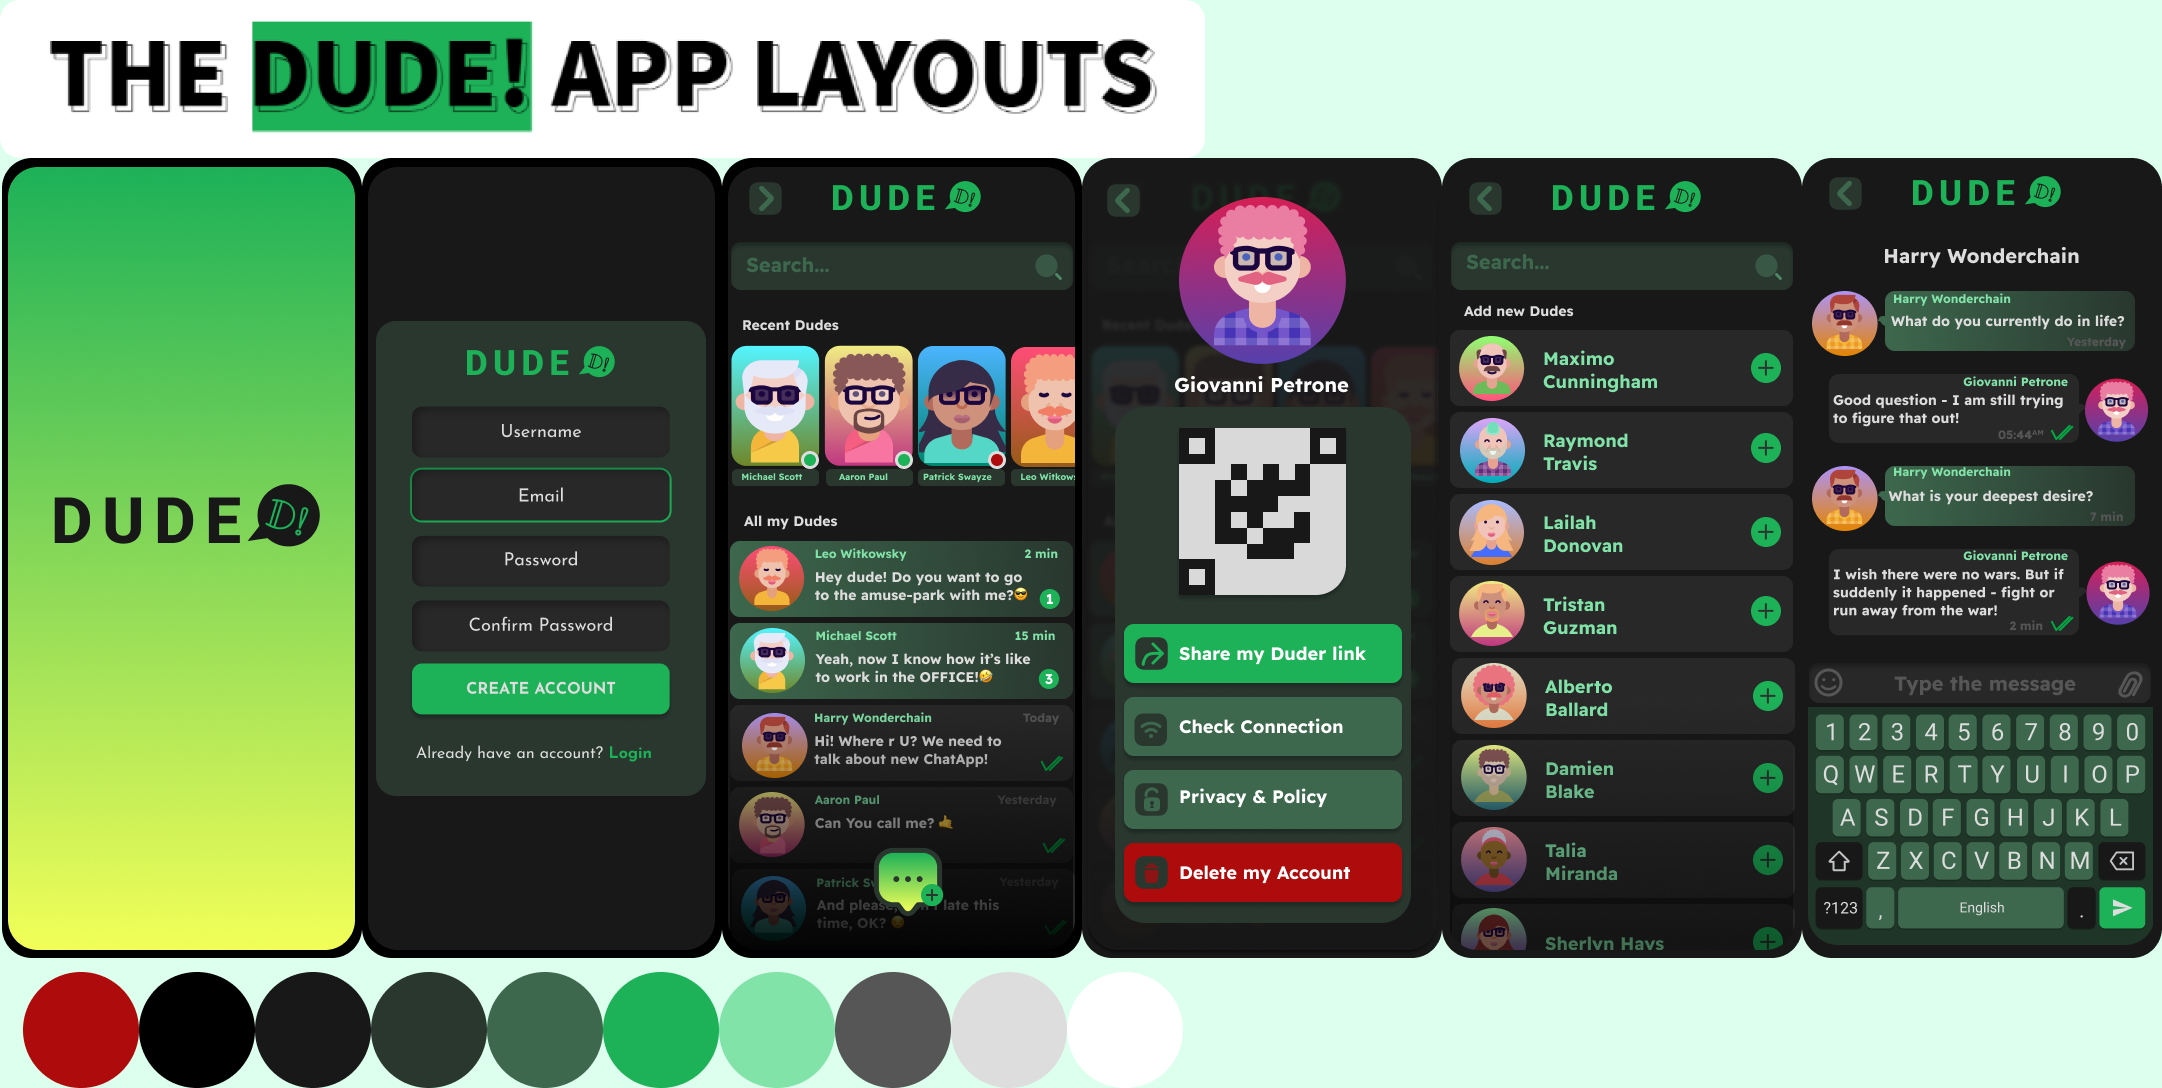 THE DUDE! APP LAYOUTS
DUDE D!
DUDE D!
Username
Email
Password
Confirm Password
CREATE ACCOUNT
Already have an account? Login
DUDE D!
Search...
Recent Dudes
Michael Scott
Aaron Paul
Patrick Swayze
Leo Witkows
All my Dudes
Leo Witkowsky 2 min
Hey dude! Do you want to go
to the amuse-park with me?😎 1
Michael Scott 15 min
Yeah, now I know how it's like
to work in the OFFICE!🤣 3
Harry Wonderchain Today
Hi! Where r U? We need to
talk about new ChatApp!
Aaron Paul Yesterday
Can You call me? 🤙
Patrick Sw Yesterday
And please, late this
time, OK?
DUDE D!
Search
Recent Dudes
Giovanni Petrone
Share my Duder link
Check Connection
Privacy & Policy
Delete my Account
DUDE D!
Search...
Add new Dudes
Maximo
Cunningham
Raymond
Travis
Lailah
Donovan
Tristan
Guzman
Alberto
Ballard
Damien
Blake
Talia
Miranda
Sherlyn Hays
DUDE D!
Harry Wonderchain
Harry Wonderchain
What do you currently do in life?
Yesterday
Giovanni Petrone
Good question - I am still trying
to figure that out!
05:44AM
Harry Wonderchain
What is your deepest desire?
7 min
Giovanni Petrone
I wish there were no wars. But if
suddenly it happened - fight or
run away from the war!
2 min
Type the message
1 2 3 4 5 6 7 8 9 0
Q W E R T Y U I O P
A S D F G H J K L
Z X C V B N M
?123 , English .